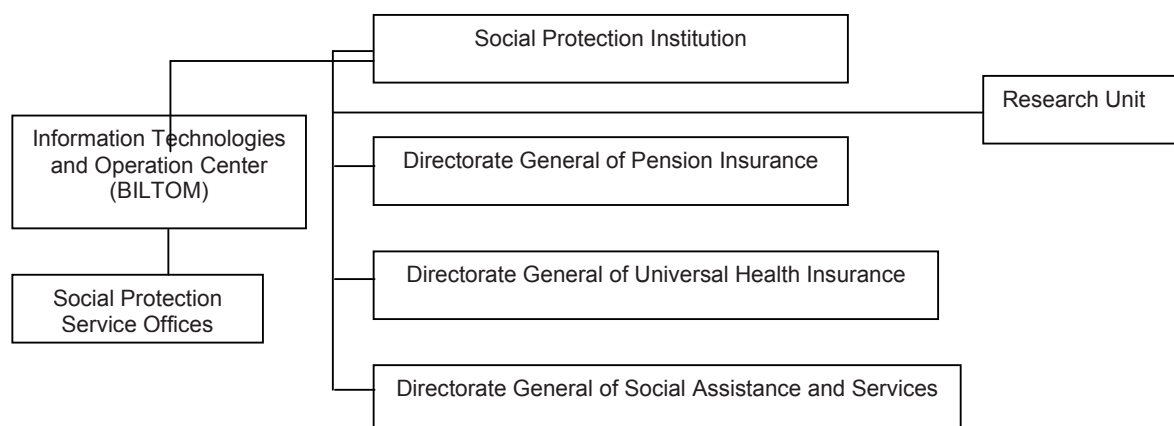 Social Protection Institution
Research Unit
Information Technologies
and Operation Center
(BILTOM)
Directorate General of Pension Insurance
Directorate General of Universal Health Insurance
Social Protection
Service Offices
Directorate General of Social Assistance and Services